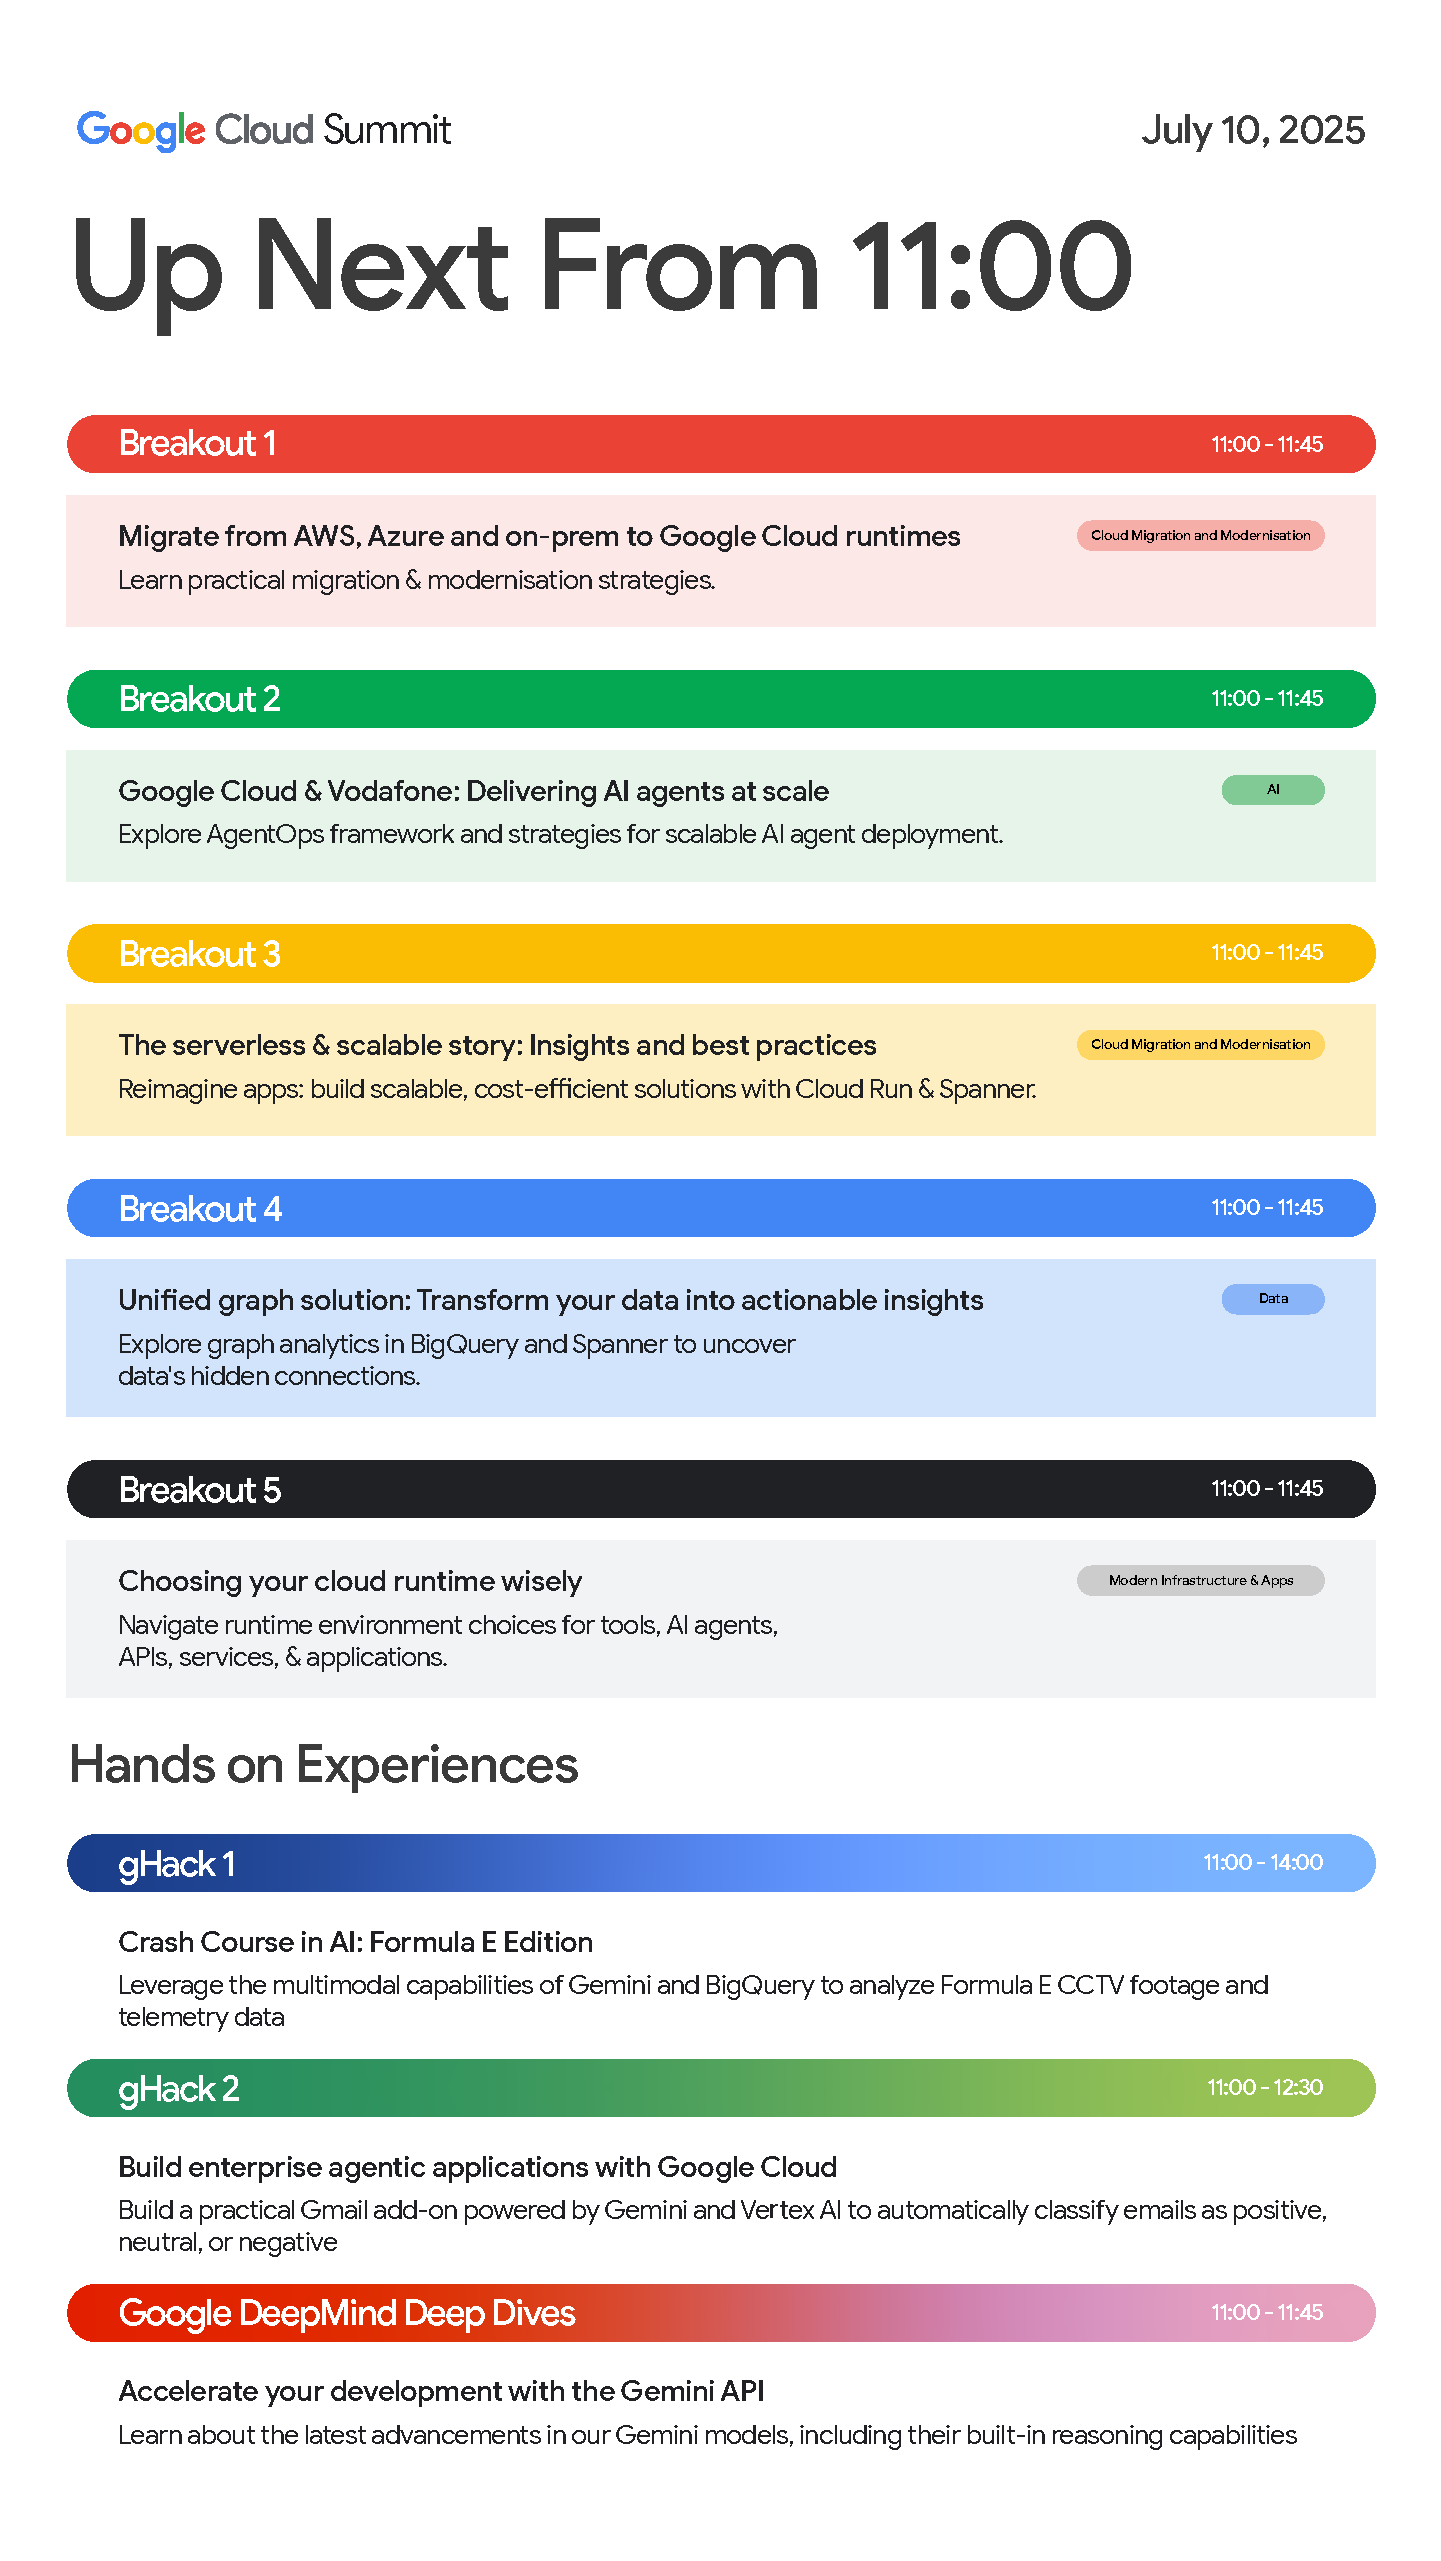 Google Cloud Summit
July 10, 2025
Up Next From 11:00
Breakout 1
11:00 - 11:45
Migrate from AWS, Azure and on-prem to Google Cloud runtimes
Cloud Migration and Modernisation
Learn practical migration & modernisation strategies.
Breakout 2
11:00 - 11:45
Google Cloud & Vodafone: Delivering AI agents at scale
AI
Explore AgentOps framework and strategies for scalable AI agent deployment.
Breakout 3
11:00 - 11:45
The serverless & scalable story: Insights and best practices
Cloud Migration and Modernisation
Reimagine apps: build scalable, cost-efficient solutions with Cloud Run & Spanner.
Breakout 4
11:00 - 11:45
Unified graph solution: Transform your data into actionable insights
Data
Explore graph analytics in BigQuery and Spanner to uncover
data's hidden connections.
Breakout 5
11:00 - 11:45
Choosing your cloud runtime wisely
Modern Infrastructure & Apps
Navigate runtime environment choices for tools, AI agents,
APIs, services, & applications.
Hands on Experiences
gHack 1
11:00 - 14:00
Crash Course in AI: Formula E Edition
Leverage the multimodal capabilities of Gemini and BigQuery to analyze Formula E CCTV footage and
telemetry data
gHack 2
11:00 - 12:30
Build enterprise agentic applications with Google Cloud
Build a practical Gmail add-on powered by Gemini and Vertex AI to automatically classify emails as positive,
neutral, or negative
Google DeepMind Deep Dives
11:00 - 11:45
Accelerate your development with the Gemini API
Learn about the latest advancements in our Gemini models, including their built-in reasoning capabilities